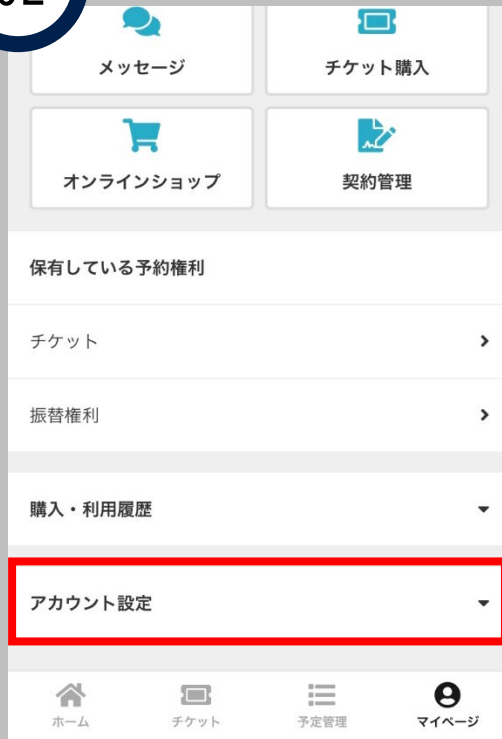 メッセージ
チケット購入
オンラインショップ
契約管理
保有している予約権利
チケット
振替権利
購入・利用履歴
アカウント設定
ホーム
チケット
予定管理
マイページ